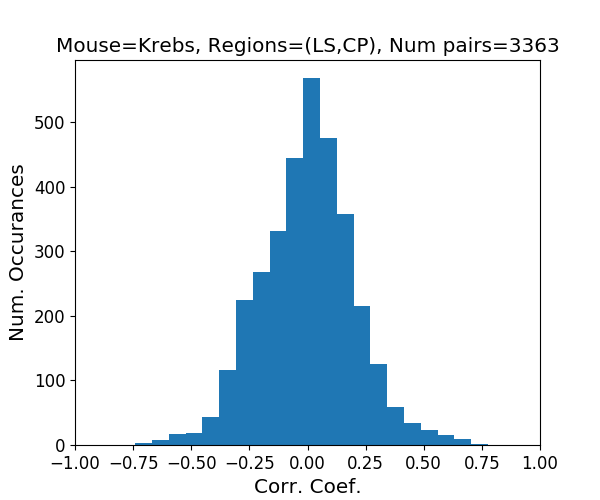 Mouse=Krebs, Regions=(LS,CP), Num pairs=3363
Num. Occurances
500
400
300
200
100
0
−1.00 −0.75 −0.50 −0.25 0.00 0.25 0.50 0.75 1.00
Corr. Coef.